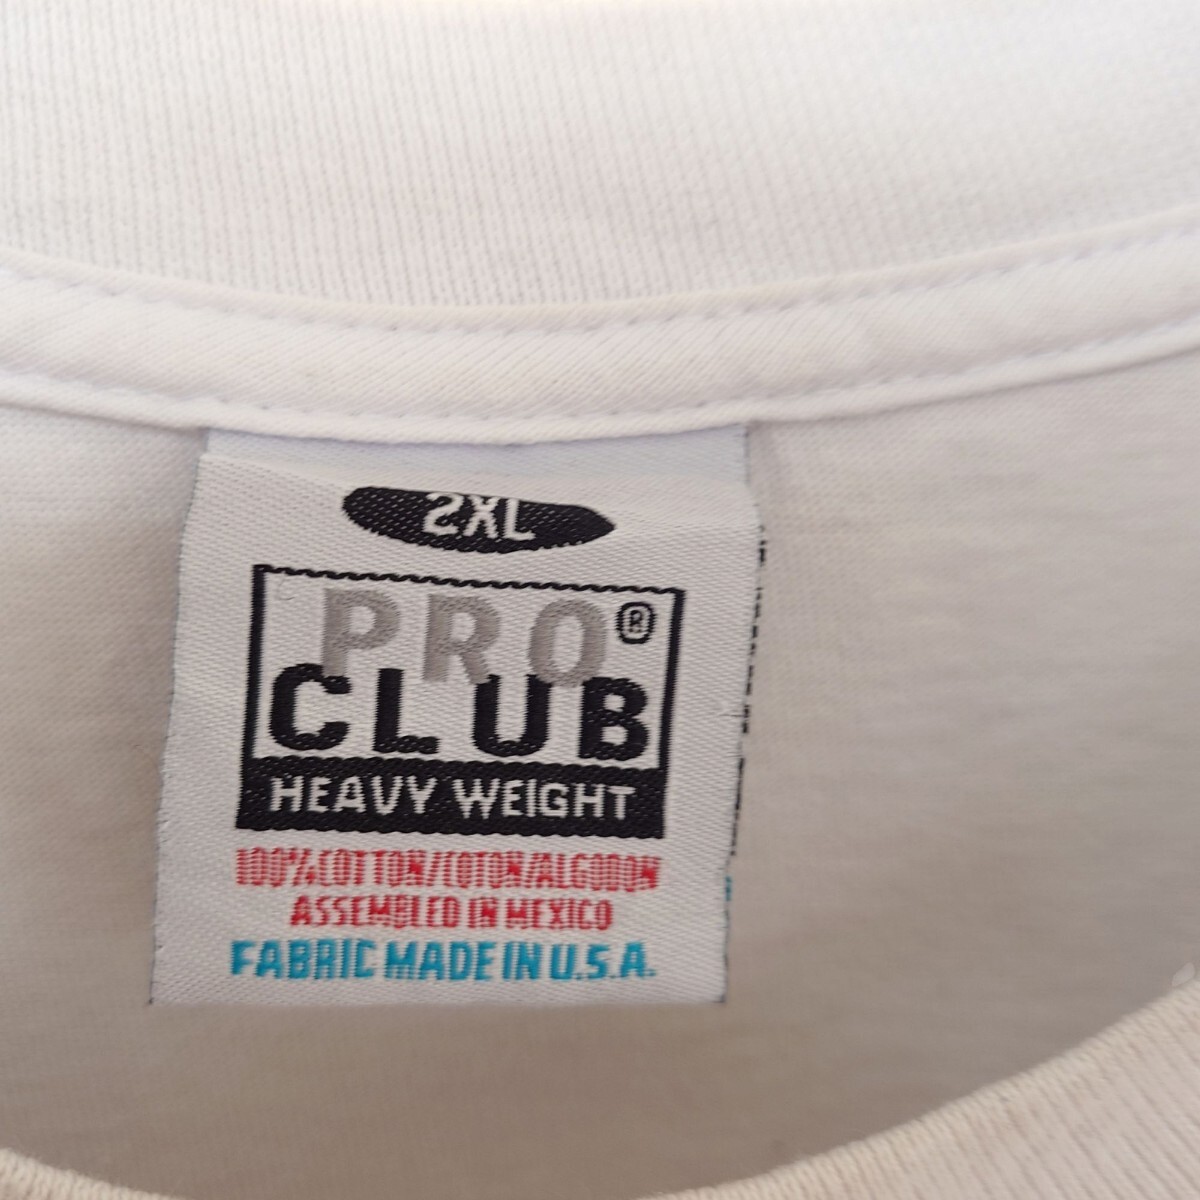 2XL
PRO®
CLUB
HEAVY WEIGHT
100%COTTON/COTON/ALGODON
ASSEMBLED IN MEXICO
FABRIC MADE IN U.S.A.